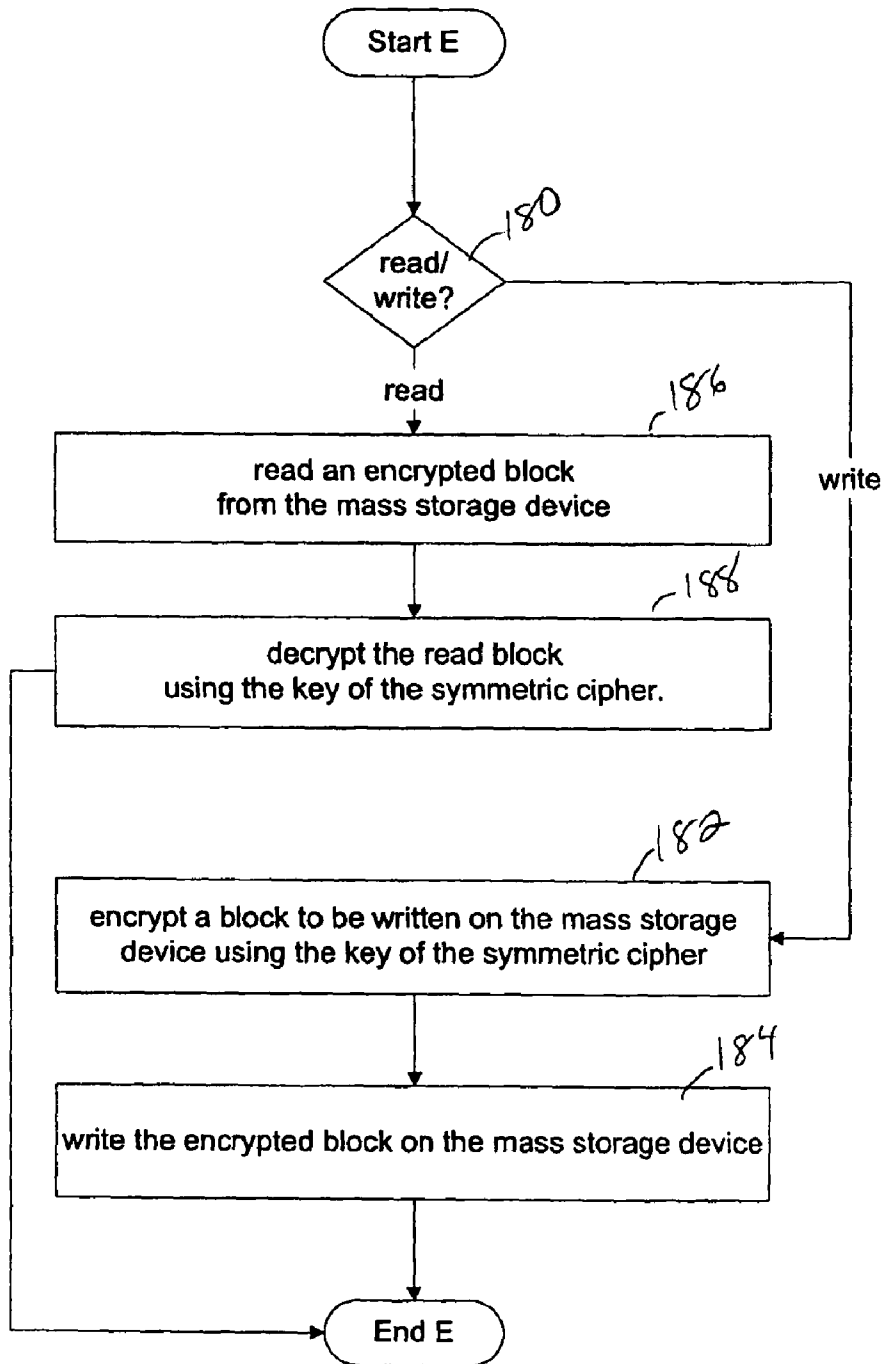 Start E
180
read/
write?
read
186
write
read an encrypted block
from the mass storage device
188
decrypt the read block
using the key of the symmetric cipher.
182
encrypt a block to be written on the mass storage
device using the key of the symmetric cipher
184
write the encrypted block on the mass storage device
End E